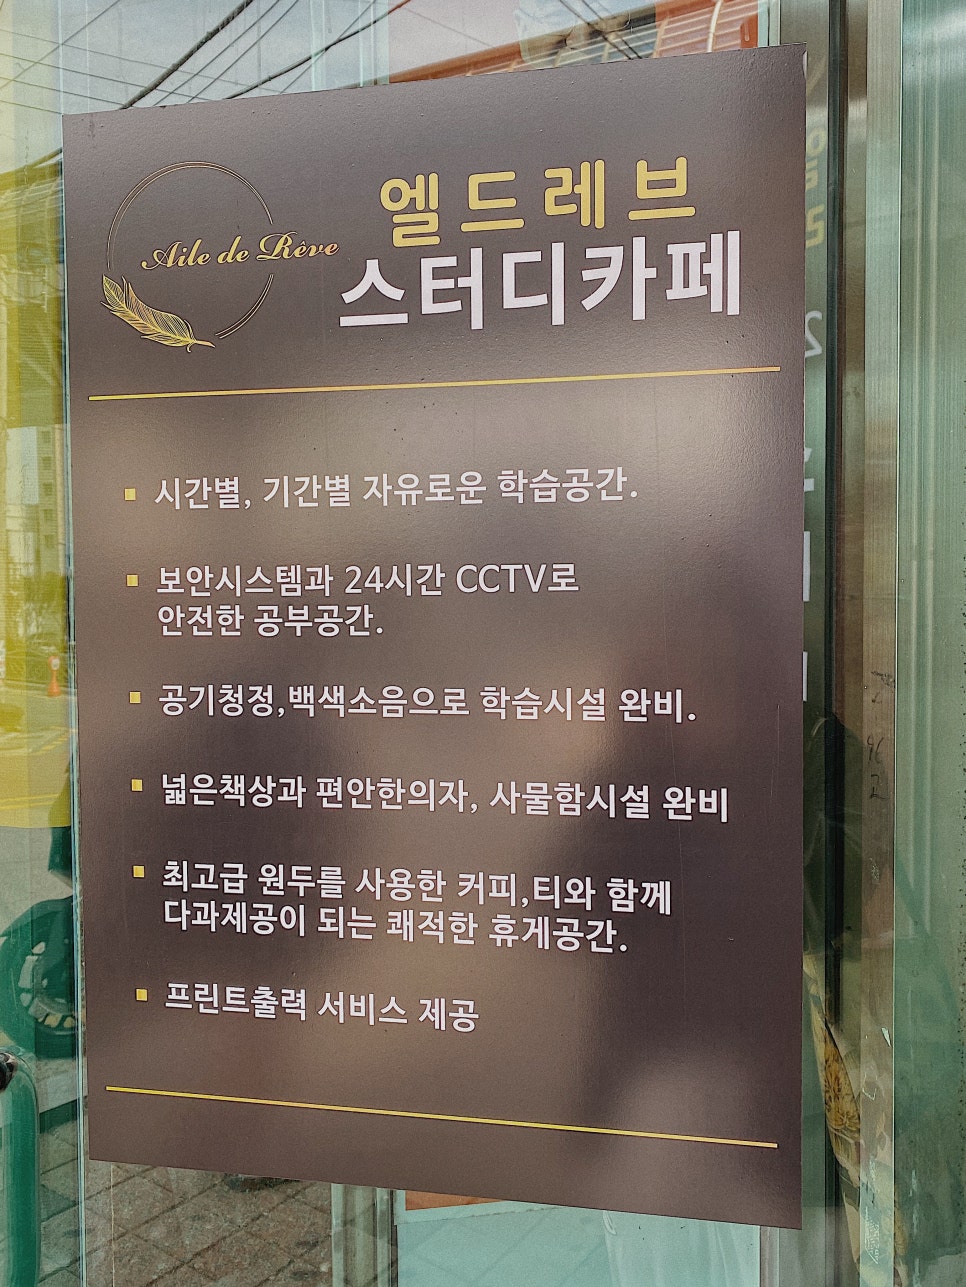 Aile de Rêve
엘드레브
스터디카페
시간별, 기간별 자유로운 학습공간.
보안시스템과 24시간 CCTV로
안전한 공부공간.
공기청정,백색소음으로 학습시설 완비.
넓은책상과 편안한의자, 사물함시설 완비
최고급 원두를 사용한 커피,티와 함께
다과제공이 되는 쾌적한 휴게공간.
프린트출력 서비스 제공